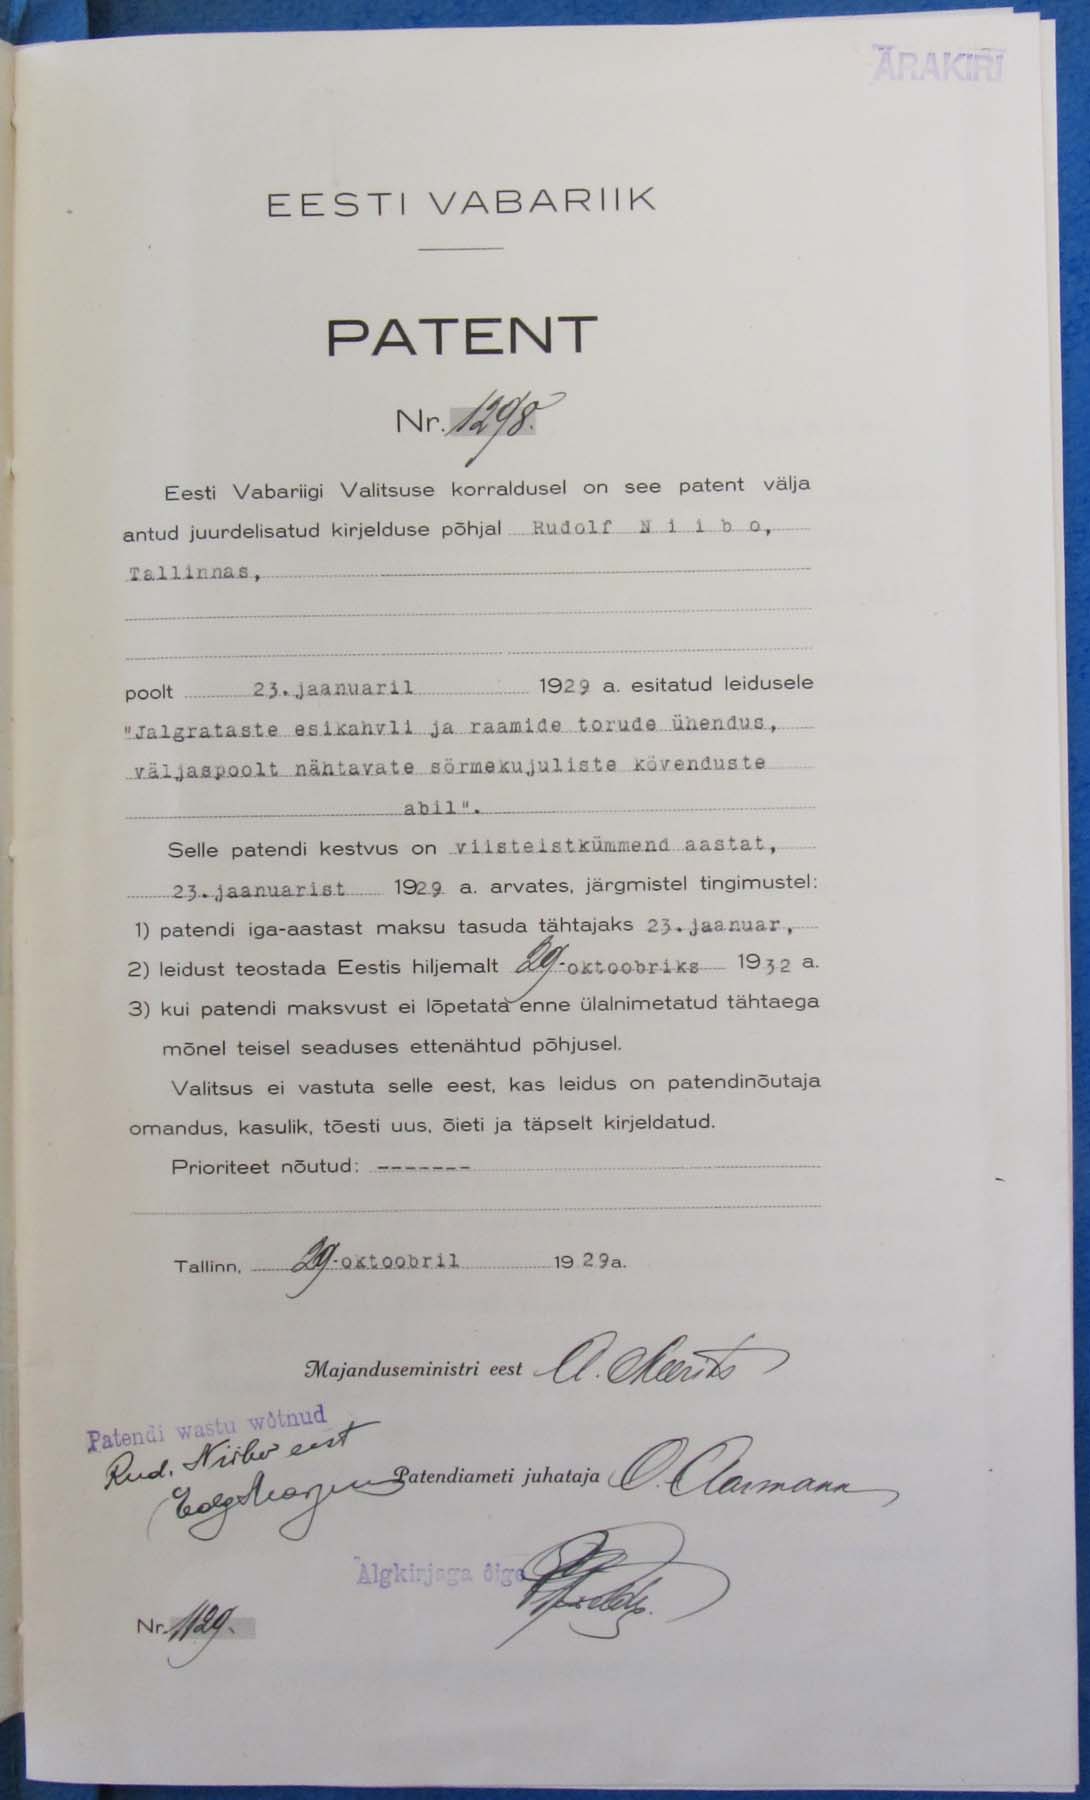 ÄRAKIRI
EESTI VABARIIK
PATENT
Nr. 1298.
Eesti Vabariigi Valitsuse korraldusel on see patent välja
antud juurdelisatud kirjelduse põhjal Rudolf N i i b o,
Tallinnas,
poolt 23. jaanuaril 1929 a. esitatud leidusele
"Jalgrataste esikahvli ja raamide torude ühendus,
väljaspoolt nähtavate sõrmekujuliste kõvenduste
abil".
Selle patendi kestvus on viisteistkümmend aastat,
23. jaanuarist 1929 a. arvates, järgmistel tingimustel:
1) patendi iga-aastast maksu tasuda tähtajaks 23. jaanuar,
2) leidust teostada Eestis hiljemalt 29. oktoobriks 1932 a.
3) kui patendi maksvust ei lõpetata enne ülalnimetatud tähtaega
mõnel teisel seaduses ettenähtud põhjusel.
Valitsus ei vastuta selle eest, kas leidus on patendinõutaja
omandus, kasulik, tõesti uus, õieti ja täpselt kirjeldatud.
Prioriteet nõutud: -------
Tallinn, 29. oktoobril 1929 a.
Majanduseministri eest A.
Patendi wastu wõtnud
Rud. Niibo eest
Patendiameti juhataja O. Aarmann
Algkirjaga õige
Nr. 1129.